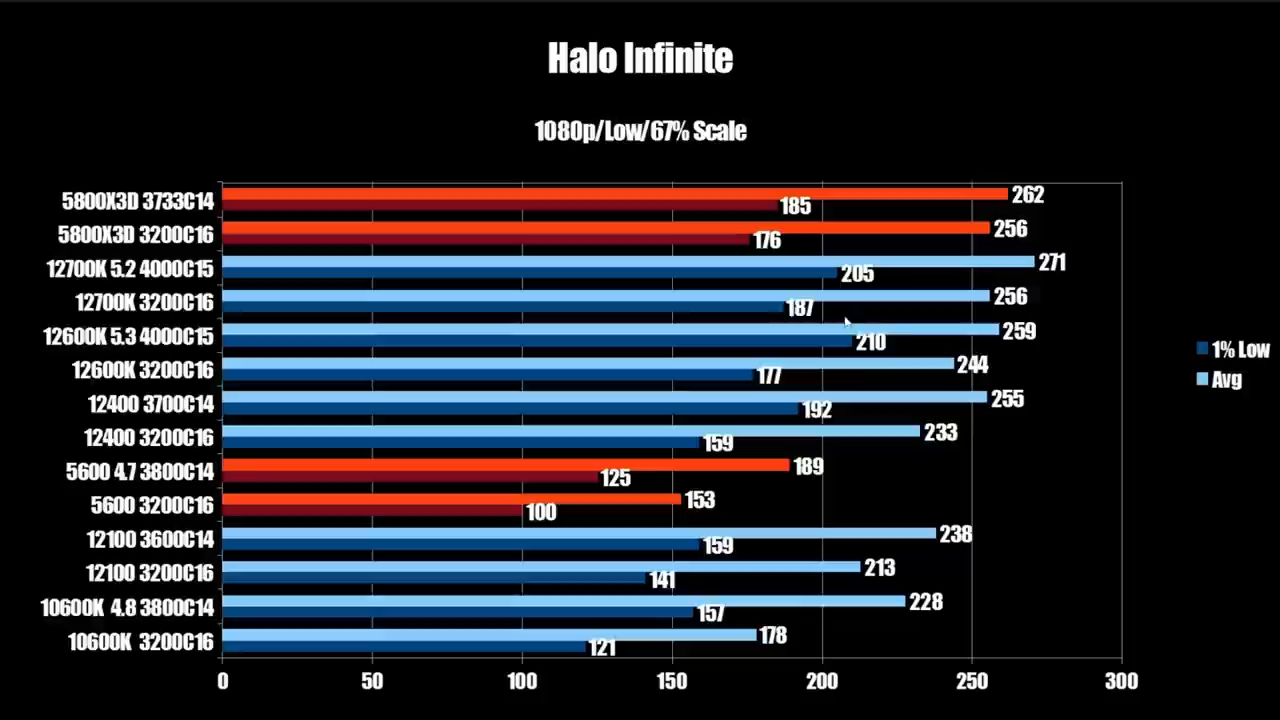 Halo Infinite
1080p/Low/67% Scale
5800X3D 3733C14 262 185
5800X3D 3200C16 256 176
12700K 5.2 4000C15 271 205
12700K 3200C16 256 187
12600K 5.3 4000C15 259 210
12600K 3200C16 244 177
12400 3700C14 255 192
12400 3200C16 233 159
5600 4.7 3800C14 189 125
5600 3200C16 153 100
12100 3600C14 238 159
12100 3200C16 213 141
10600K 4.8 3800C14 228 157
10600K 3200C16 178 121
0 50 100 150 200 250 300
1% Low
Avg